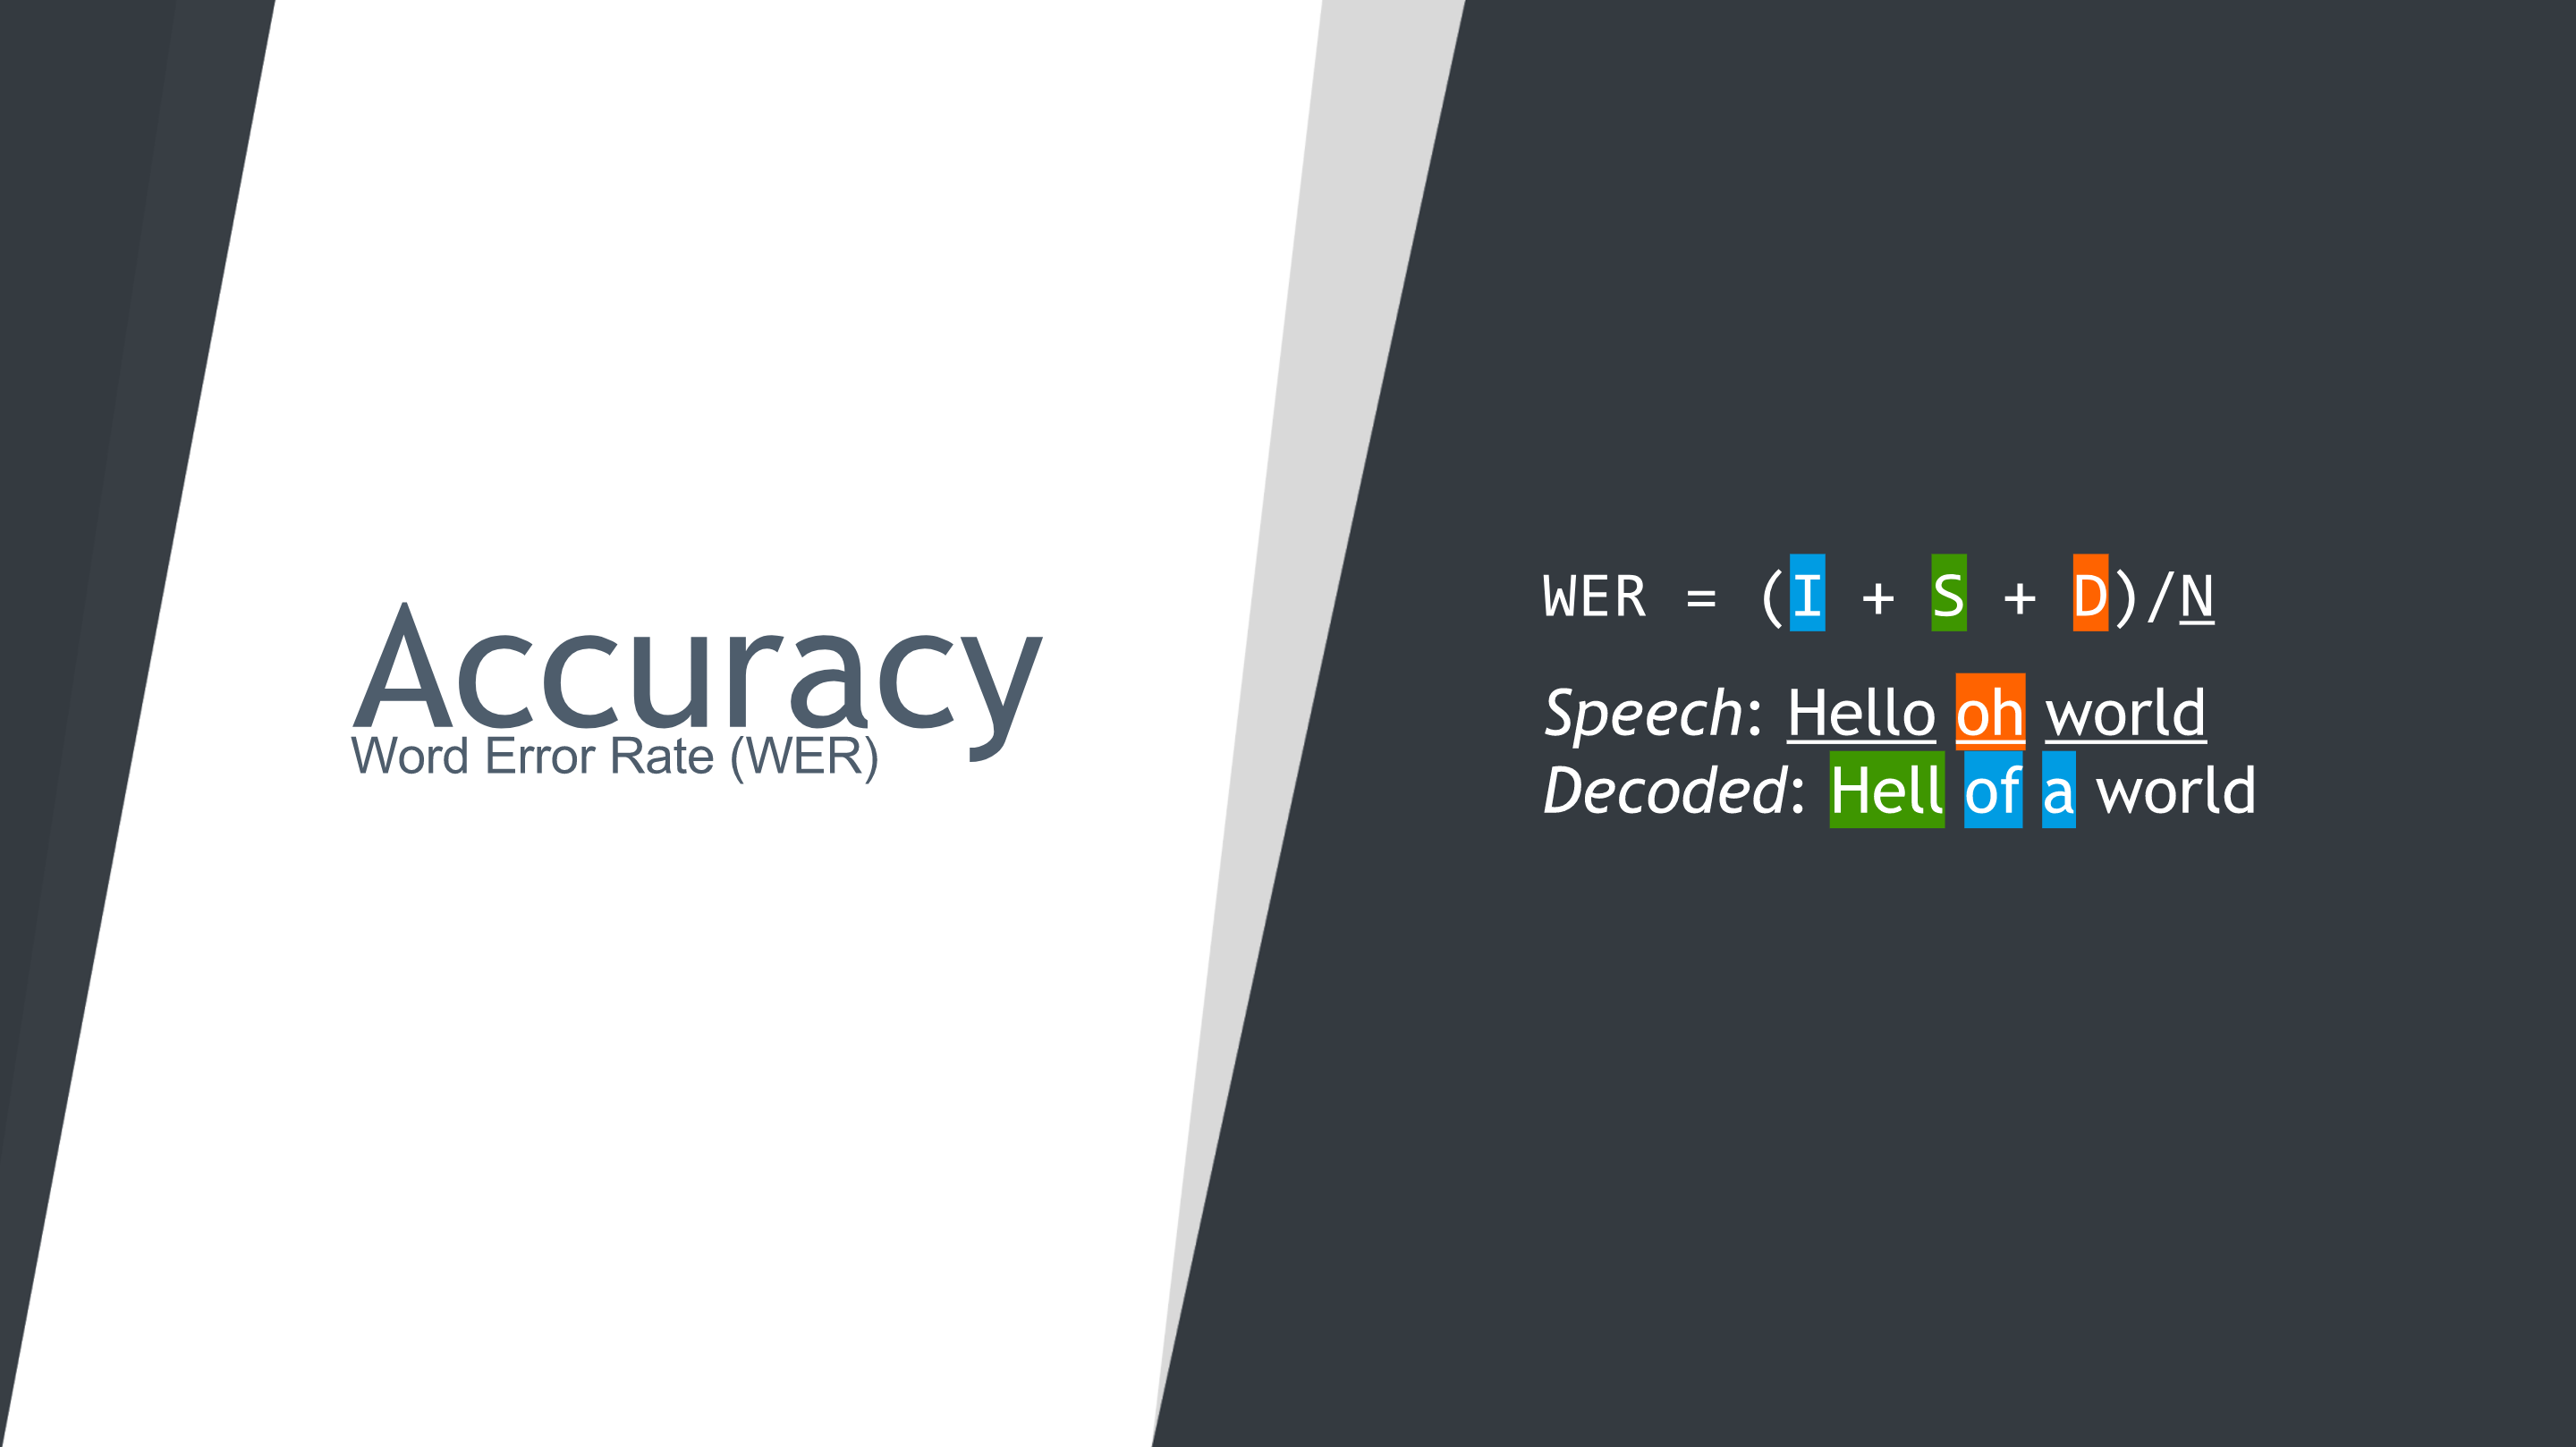 Accuracy
Word Error Rate (WER)
WER = (I + S + D)/N
Speech: Hello oh world
Decoded: Hell of a world